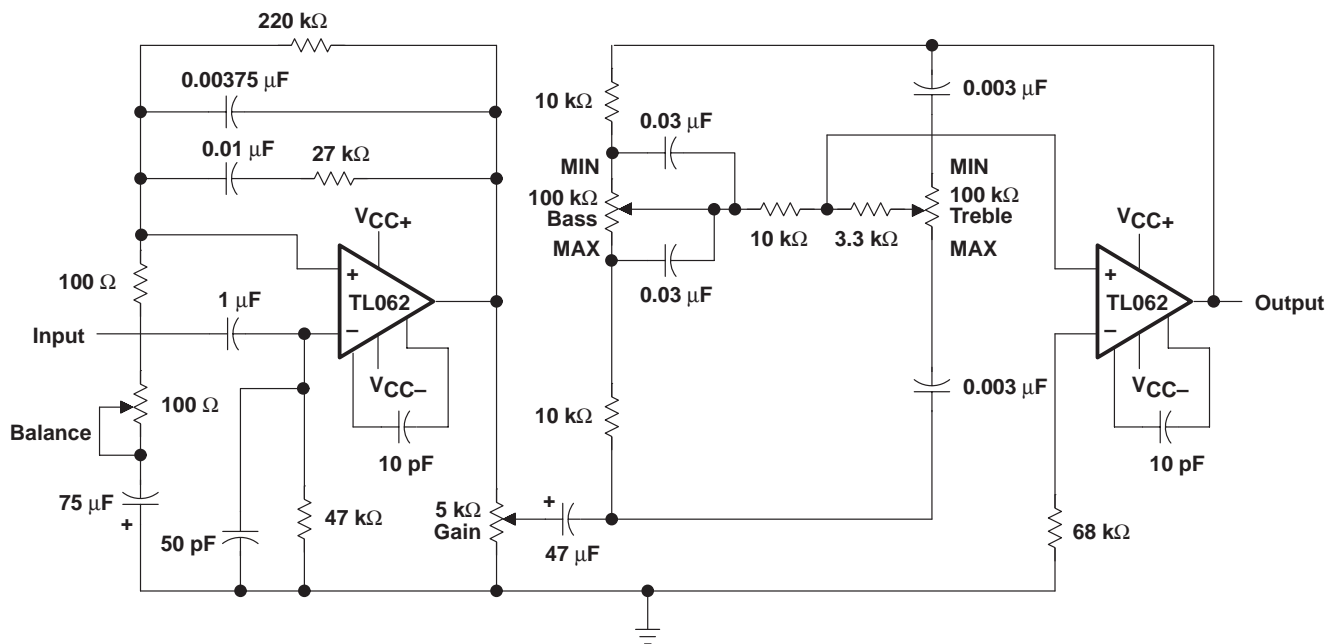 220 kΩ
0.00375 µF
0.01 µF
27 kΩ
100 Ω
VCC+
+
TL062
−
VCC−
10 pF
1 µF
Input
100 Ω
Balance
75 µF
+
50 pF
47 kΩ
5 kΩ
Gain
+
47 µF
10 kΩ
0.03 µF
MIN
100 kΩ
Bass
MAX
0.03 µF
10 kΩ
10 kΩ
3.3 kΩ
0.003 µF
MIN
100 kΩ
Treble
MAX
0.003 µF
VCC+
+
TL062
−
VCC−
10 pF
Output
68 kΩ